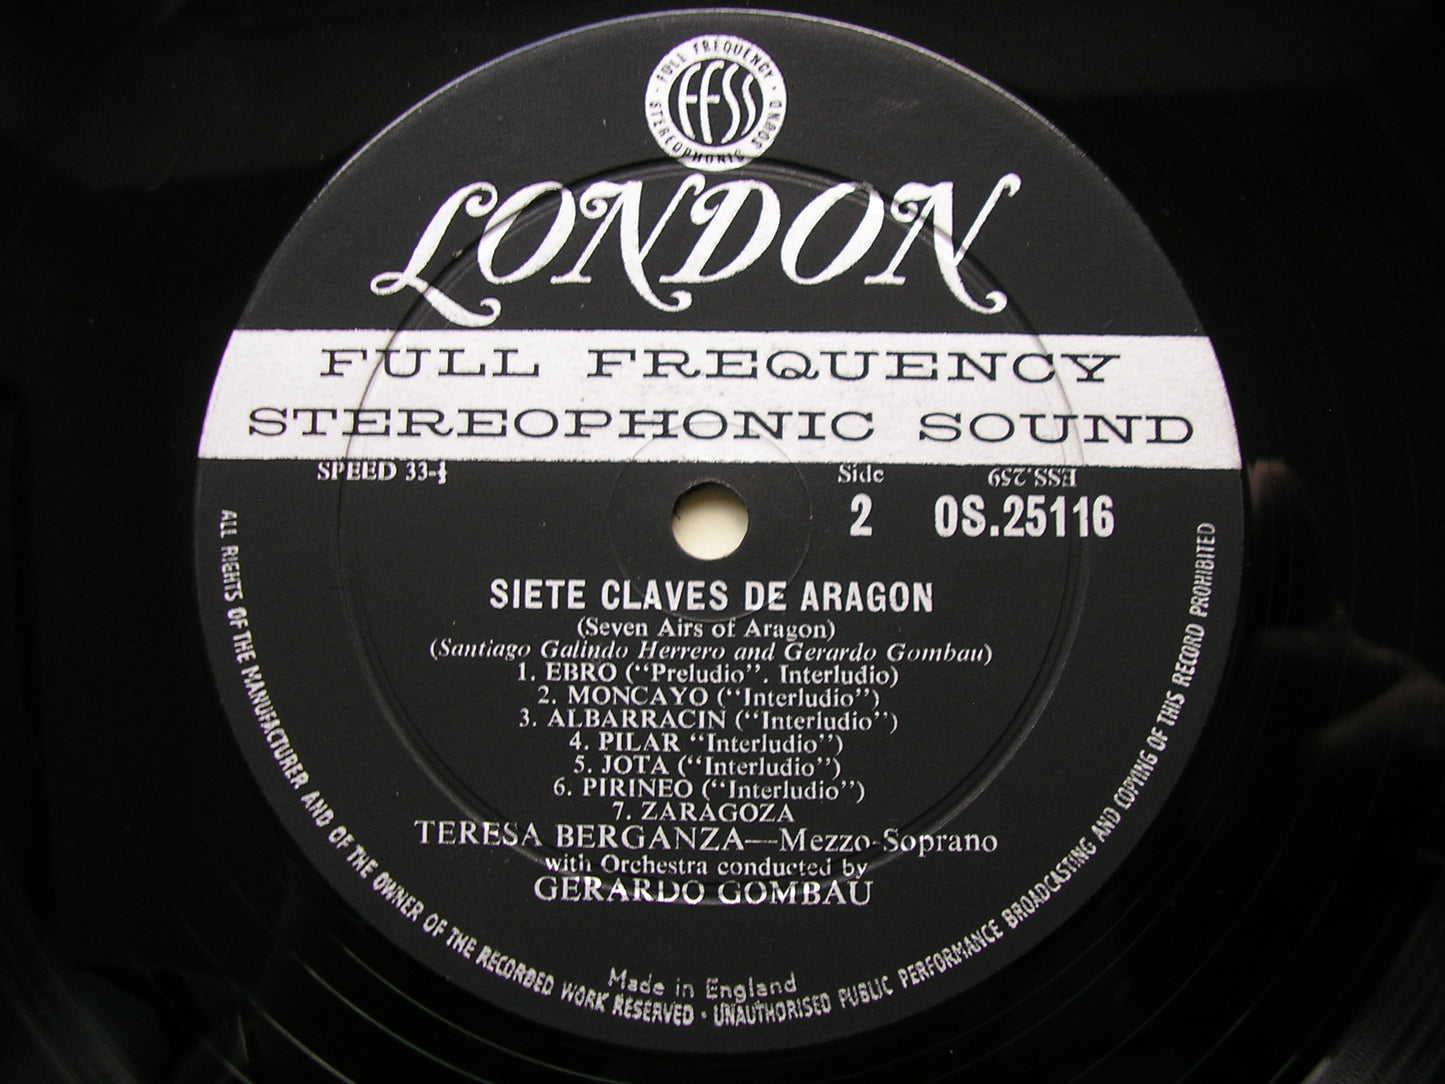 FULL FREQUENCY
STEREOPHONIC SOUND
FFSS
LONDON
FULL FREQUENCY
STEREOPHONIC SOUND
SPEED 33-⅓
Side
2
ESS.259
OS.25116
SIETE CLAVES DE ARAGON
(Seven Airs of Aragon)
(Santiago Galindo Herrero and Gerardo Gombau)
1. EBRO ("Preludio". Interludio)
2. MONCAYO ("Interludio")
3. ALBARRACIN ("Interludio")
4. PILAR "Interludio")
5. JOTA ("Interludio")
6. PIRINEO ("Interludio")
7. ZARAGOZA
TERESA BERGANZA—Mezzo-Soprano
with Orchestra conducted by
GERARDO GOMBAU
Made in England
ALL RIGHTS OF THE MANUFACTURER AND OF THE OWNER OF THE RECORDED WORK RESERVED · UNAUTHORISED PUBLIC PERFORMANCE BROADCASTING AND COPYING OF THIS RECORD PROHIBITED